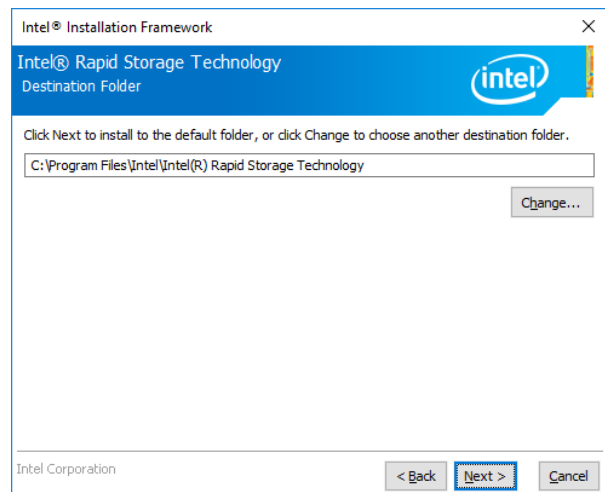 Intel® Installation Framework
Intel® Rapid Storage Technology
Destination Folder
intel
Click Next to install to the default folder, or click Change to choose another destination folder.
C:\Program Files\Intel\Intel(R) Rapid Storage Technology
Change...
Intel Corporation
< Back Next > Cancel